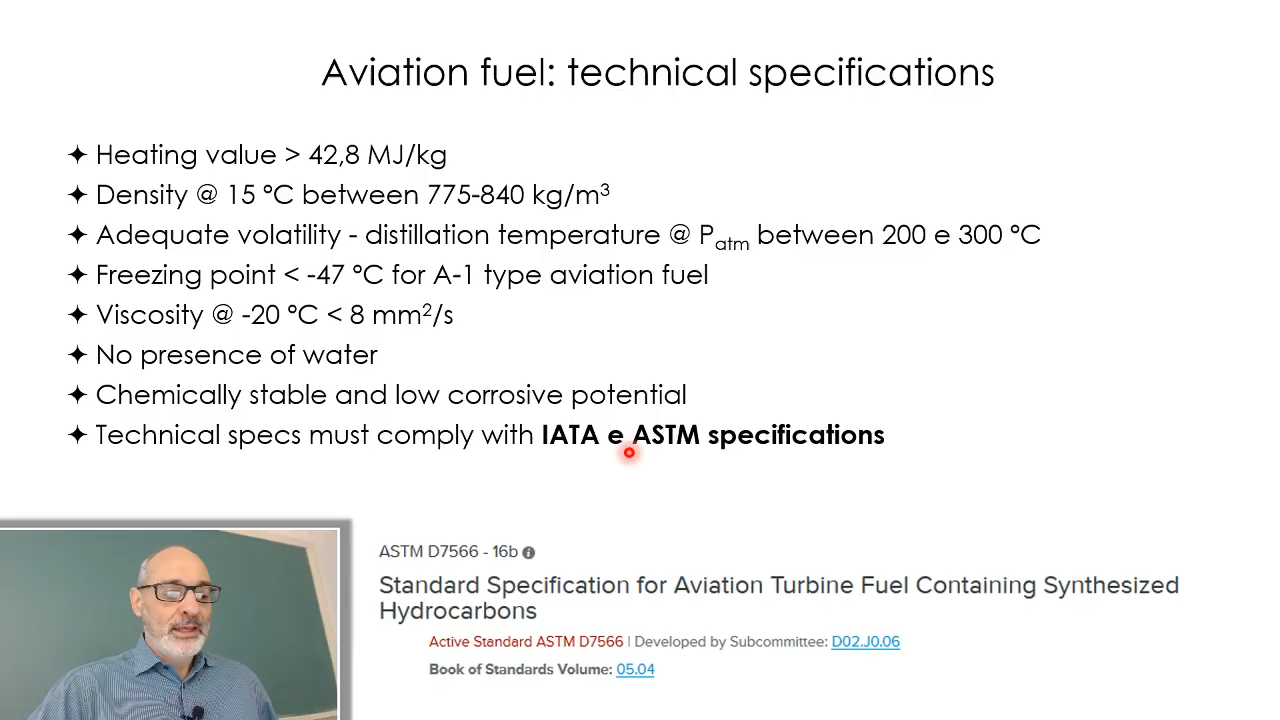 Aviation fuel: technical specifications
✦ Heating value > 42,8 MJ/kg
✦ Density @ 15 ºC between 775-840 kg/m³
✦ Adequate volatility - distillation temperature @ Patm between 200 e 300 ºC
✦ Freezing point < -47 ºC for A-1 type aviation fuel
✦ Viscosity @ -20 ºC < 8 mm²/s
✦ No presence of water
✦ Chemically stable and low corrosive potential
✦ Technical specs must comply with IATA e ASTM specifications
ASTM D7566 - 16b
Standard Specification for Aviation Turbine Fuel Containing Synthesized
Hydrocarbons
Active Standard ASTM D7566 | Developed by Subcommittee: D02.J0.06
Book of Standards Volume: 05.04